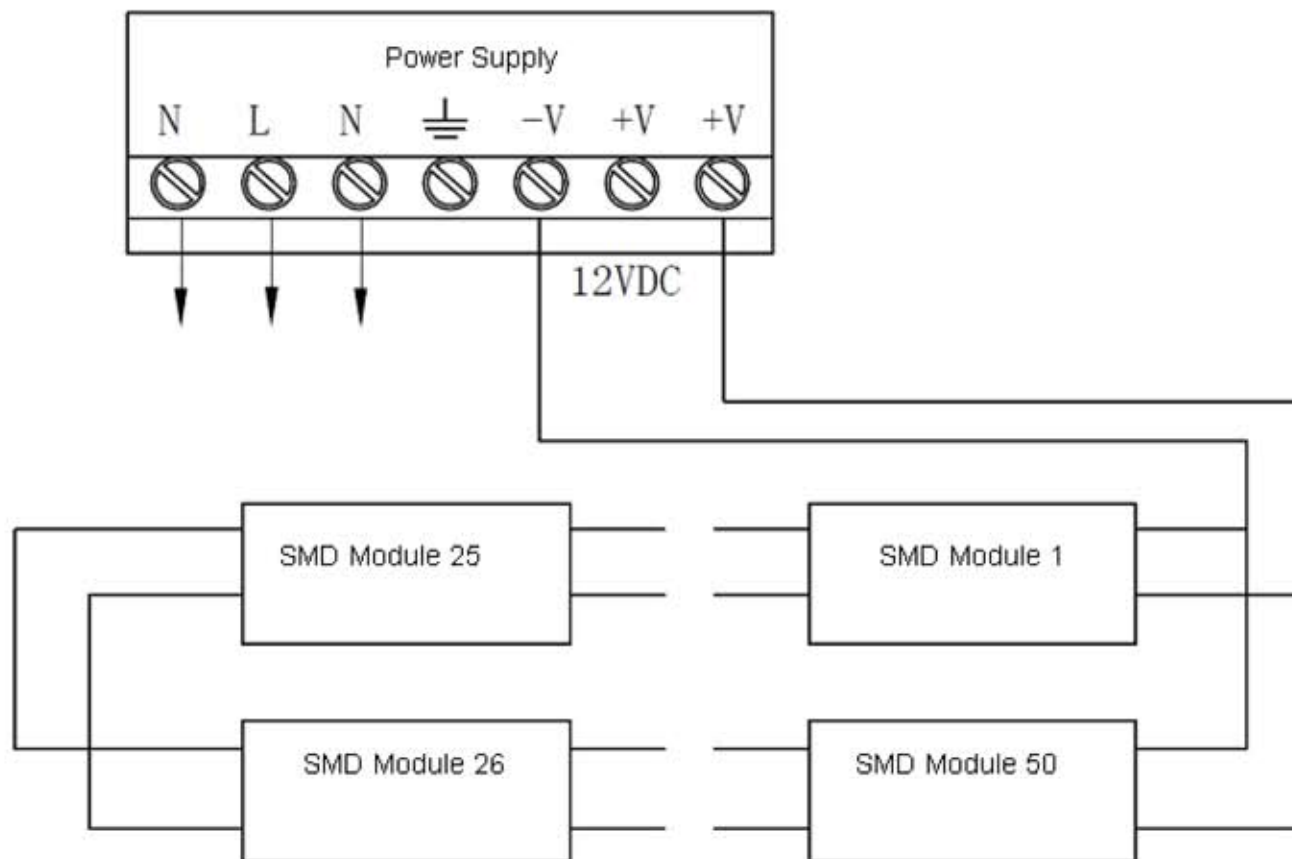 Power Supply
N L N -V +V +V
12VDC
SMD Module 25 SMD Module 1
SMD Module 26 SMD Module 50